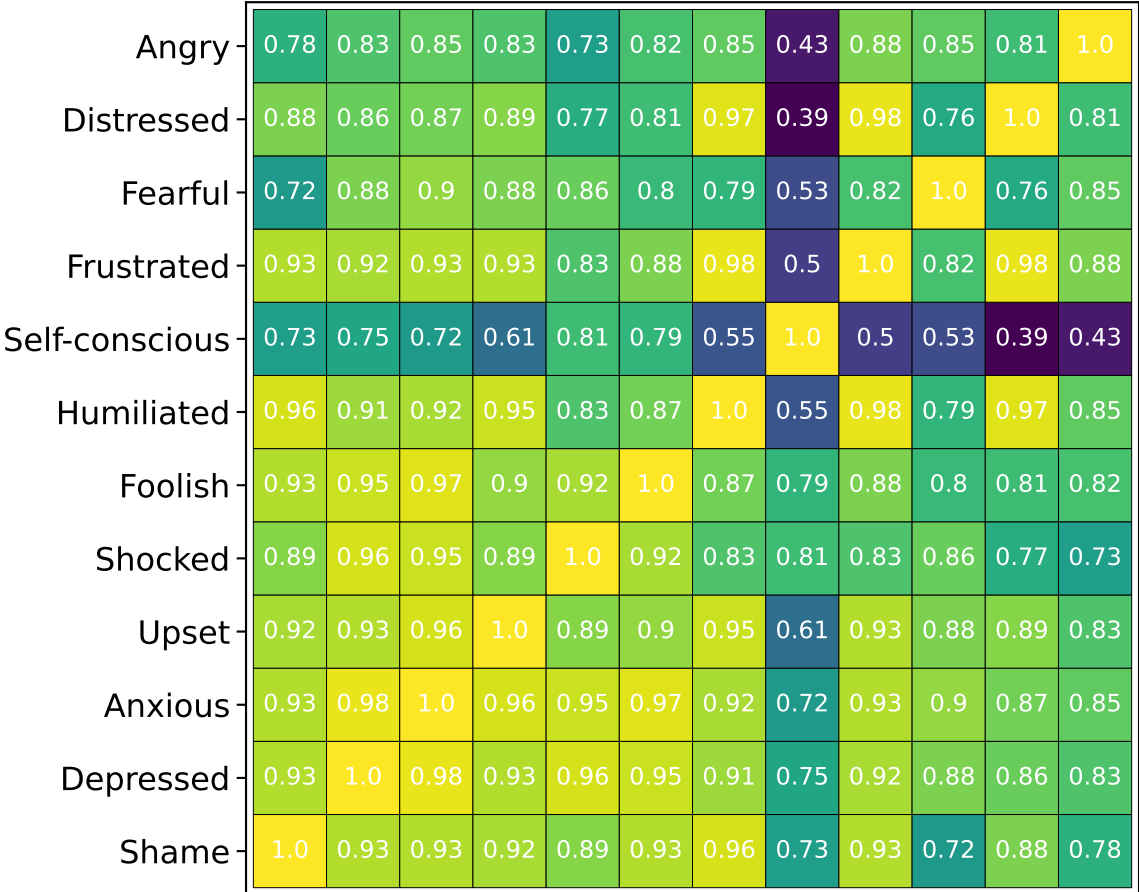 Angry 0.78 0.83 0.85 0.83 0.73 0.82 0.85 0.43 0.88 0.85 0.81 1.0
Distressed 0.88 0.86 0.87 0.89 0.77 0.81 0.97 0.39 0.98 0.76 1.0 0.81
Fearful 0.72 0.88 0.9 0.88 0.86 0.8 0.79 0.53 0.82 1.0 0.76 0.85
Frustrated 0.93 0.92 0.93 0.93 0.83 0.88 0.98 0.5 1.0 0.82 0.98 0.88
Self-conscious 0.73 0.75 0.72 0.61 0.81 0.79 0.55 1.0 0.5 0.53 0.39 0.43
Humiliated 0.96 0.91 0.92 0.95 0.83 0.87 1.0 0.55 0.98 0.79 0.97 0.85
Foolish 0.93 0.95 0.97 0.9 0.92 1.0 0.87 0.79 0.88 0.8 0.81 0.82
Shocked 0.89 0.96 0.95 0.89 1.0 0.92 0.83 0.81 0.83 0.86 0.77 0.73
Upset 0.92 0.93 0.96 1.0 0.89 0.9 0.95 0.61 0.93 0.88 0.89 0.83
Anxious 0.93 0.98 1.0 0.96 0.95 0.97 0.92 0.72 0.93 0.9 0.87 0.85
Depressed 0.93 1.0 0.98 0.93 0.96 0.95 0.91 0.75 0.92 0.88 0.86 0.83
Shame 1.0 0.93 0.93 0.92 0.89 0.93 0.96 0.73 0.93 0.72 0.88 0.78